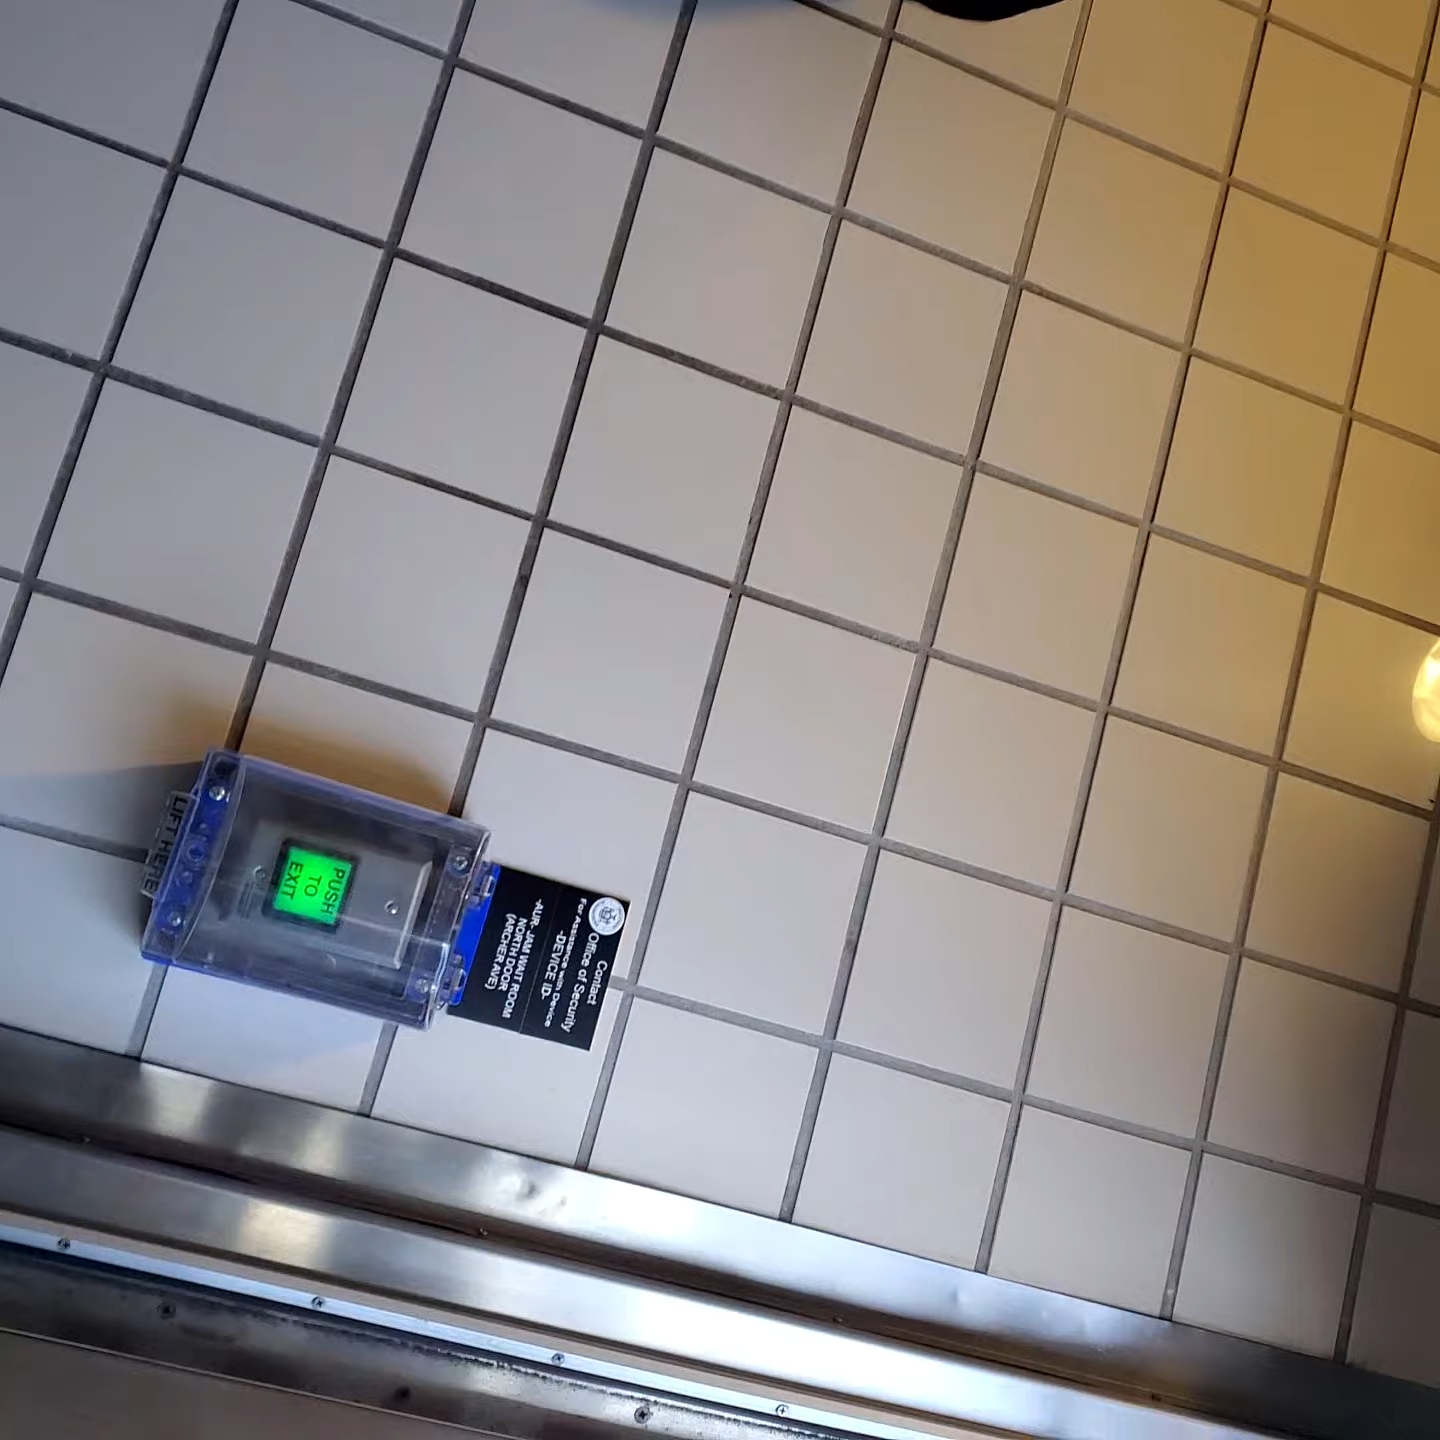 Contact
Office of Security
For Assistance with Device
-DEVICE ID-
-AUR- JAM WAIT ROOM
NORTH DOOR
(ARCHER AVE)
PUSH
TO
EXIT
LIFT HERE